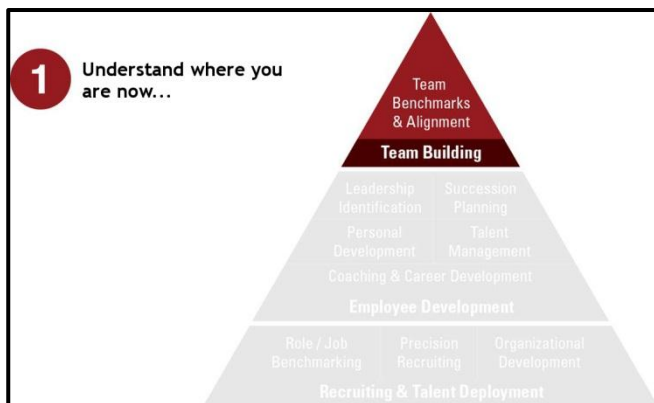 1
Understand where you
are now...
Team
Benchmarks
& Alignment
Team Building
Leadership
Identification
Succession
Planning
Personal
Development
Talent
Management
Coaching & Career Development
Employee Development
Role / Job
Benchmarking
Precision
Recruiting
Organizational
Development
Recruiting & Talent Deployment